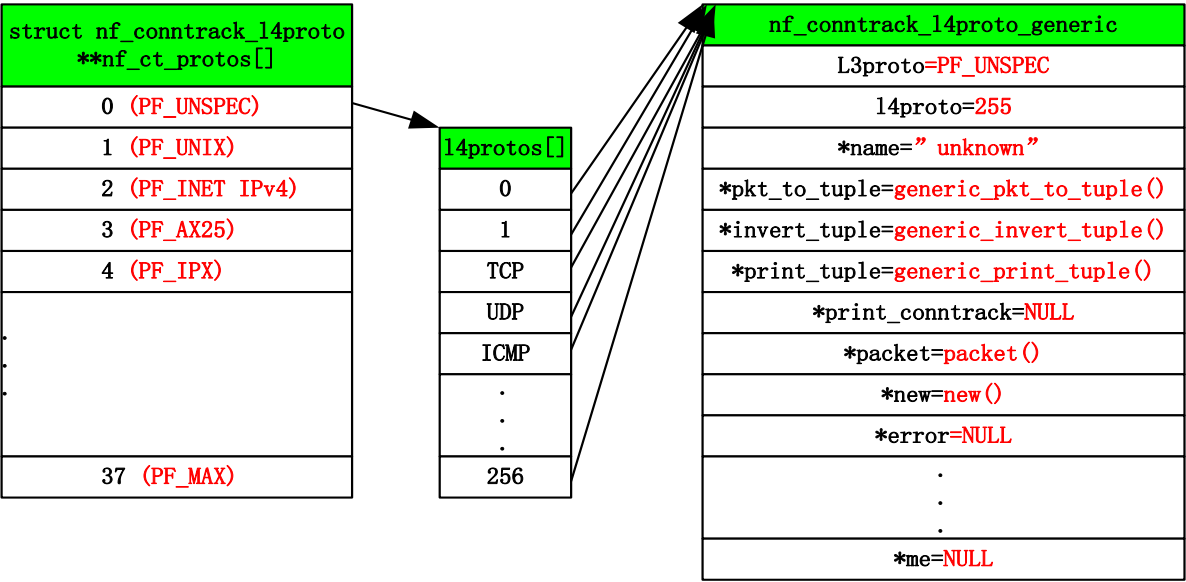 struct nf_conntrack_l4proto
**nf_ct_protos[]
0 (PF_UNSPEC)
1 (PF_UNIX)
2 (PF_INET IPv4)
3 (PF_AX25)
4 (PF_IPX)
.
.
.
37 (PF_MAX)
l4protos[]
0
1
TCP
UDP
ICMP
.
.
.
256
nf_conntrack_l4proto_generic
L3proto=PF_UNSPEC
l4proto=255
*name=” unknown”
*pkt_to_tuple=generic_pkt_to_tuple()
*invert_tuple=generic_invert_tuple()
*print_tuple=generic_print_tuple()
*print_conntrack=NULL
*packet=packet()
*new=new()
*error=NULL
.
.
.
*me=NULL